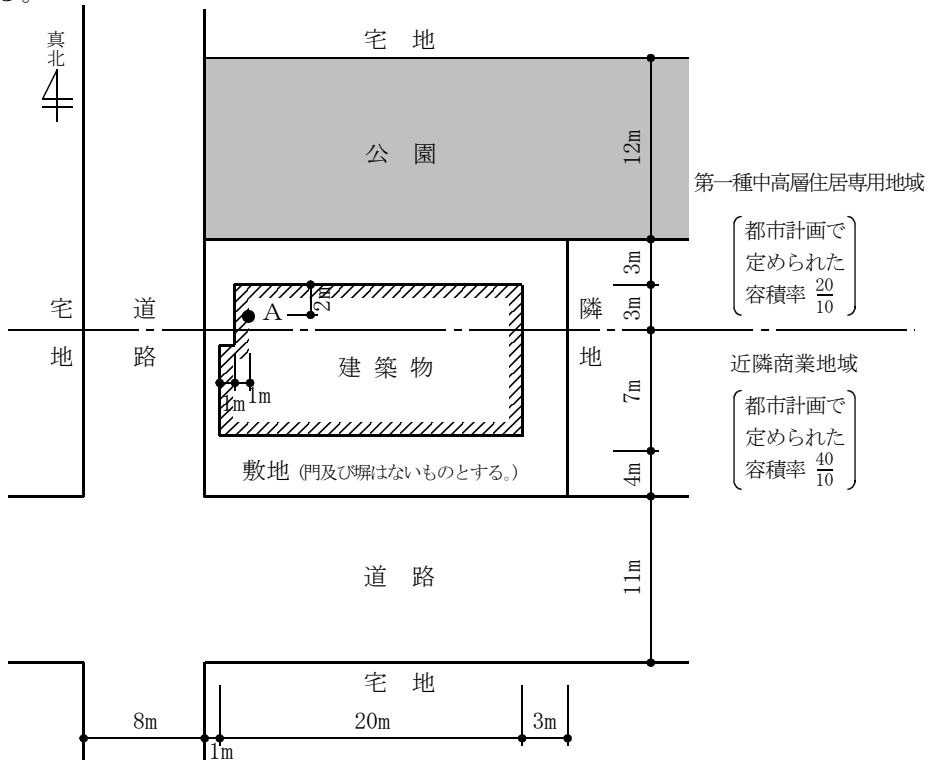 る。
真北
宅 地
公 園
12m
第一種中高層住居専用地域
都市計画で
定められた
容積率 20/10
3m
3m
2m
A
宅地
道路
隣地
建 築 物
1m
1m
7m
近隣商業地域
都市計画で
定められた
容積率 40/10
敷地 (門及び塀はないものとする。)
4m
道 路
11m
宅 地
8m
1m
20m
3m